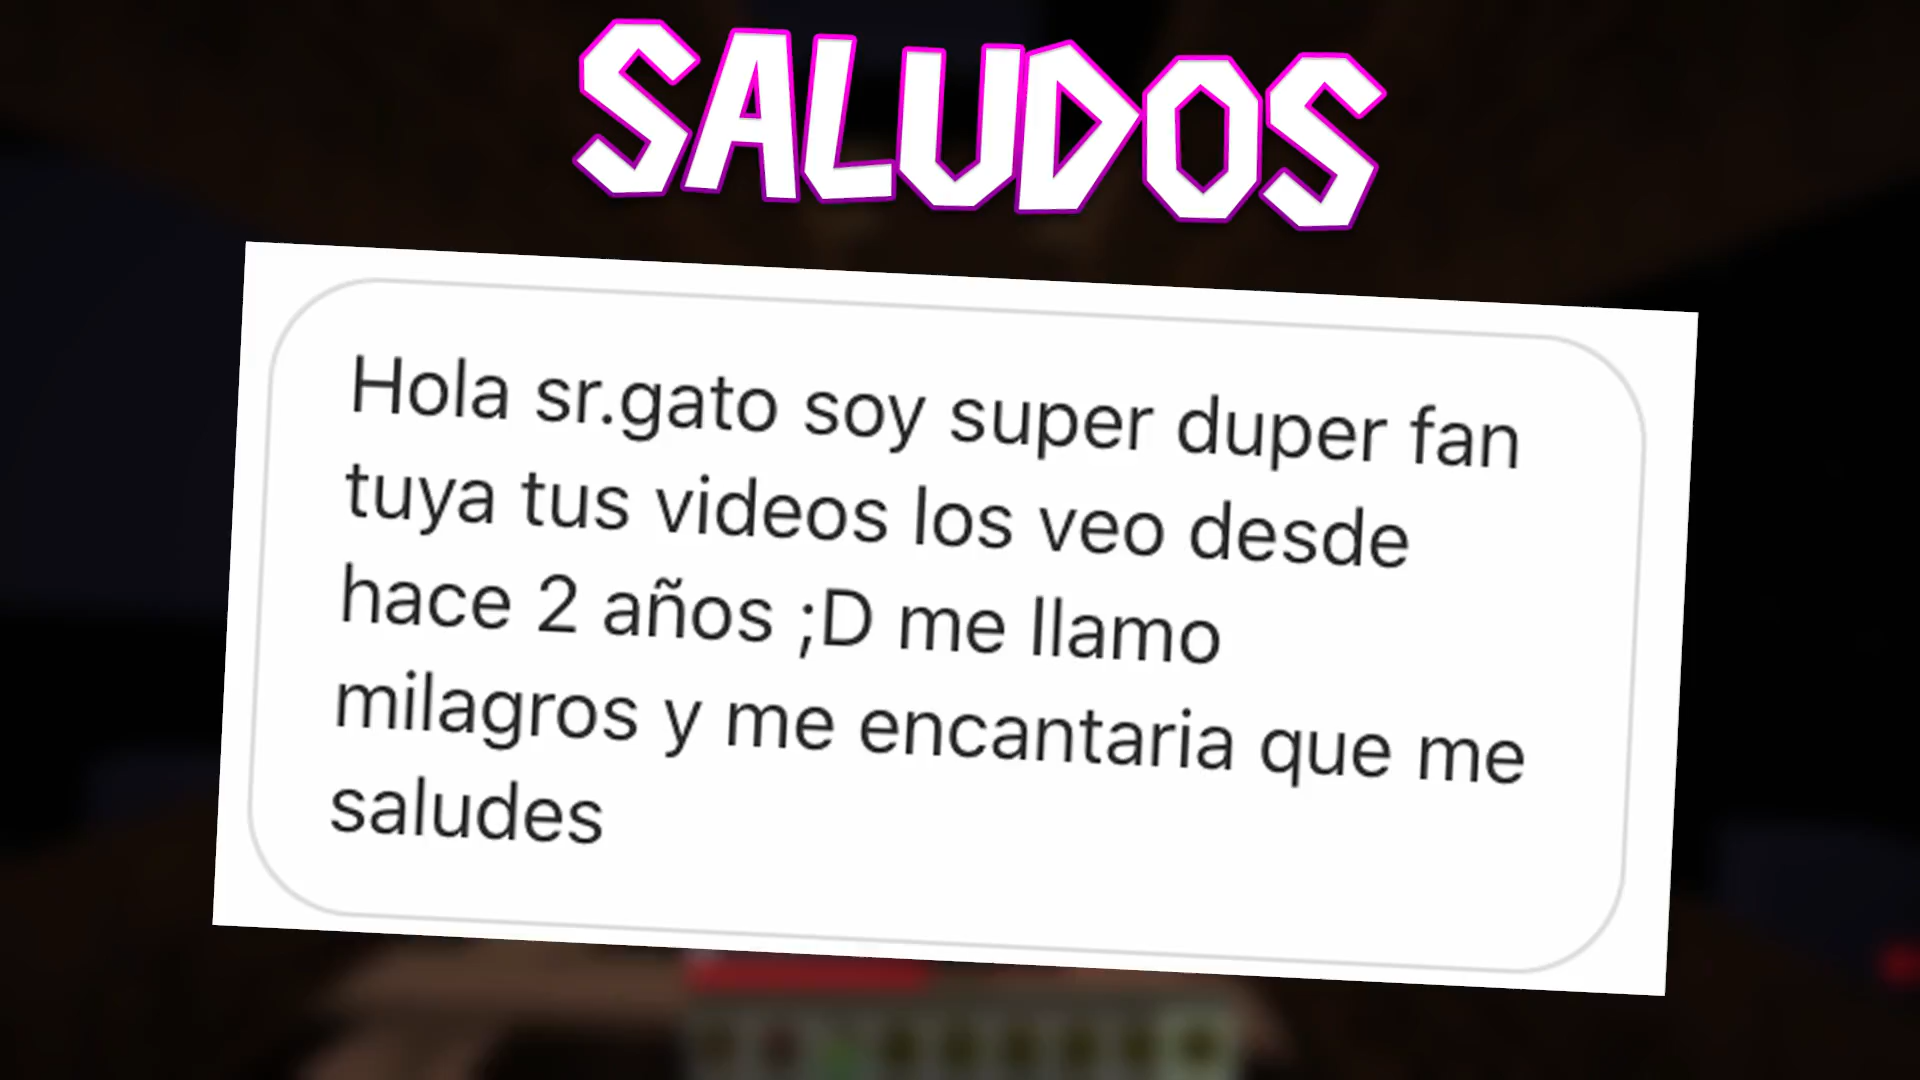 SALUDOS
Hola sr.gato soy super duper fan
tuya tus videos los veo desde
hace 2 años ;D me llamo
milagros y me encantaria que me
saludes